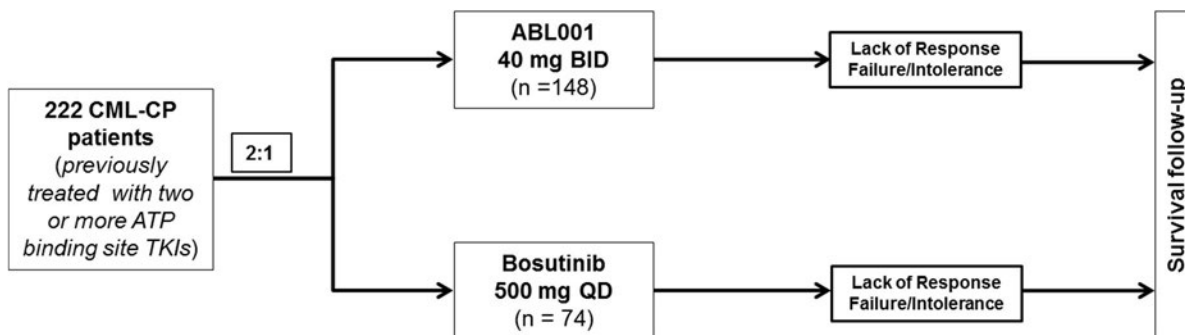 222 CML-CP
patients
(previously
treated with two
or more ATP
binding site TKIs)
2:1
ABL001
40 mg BID
(n =148)
Lack of Response
Failure/Intolerance
Bosutinib
500 mg QD
(n = 74)
Lack of Response
Failure/Intolerance
Survival follow-up